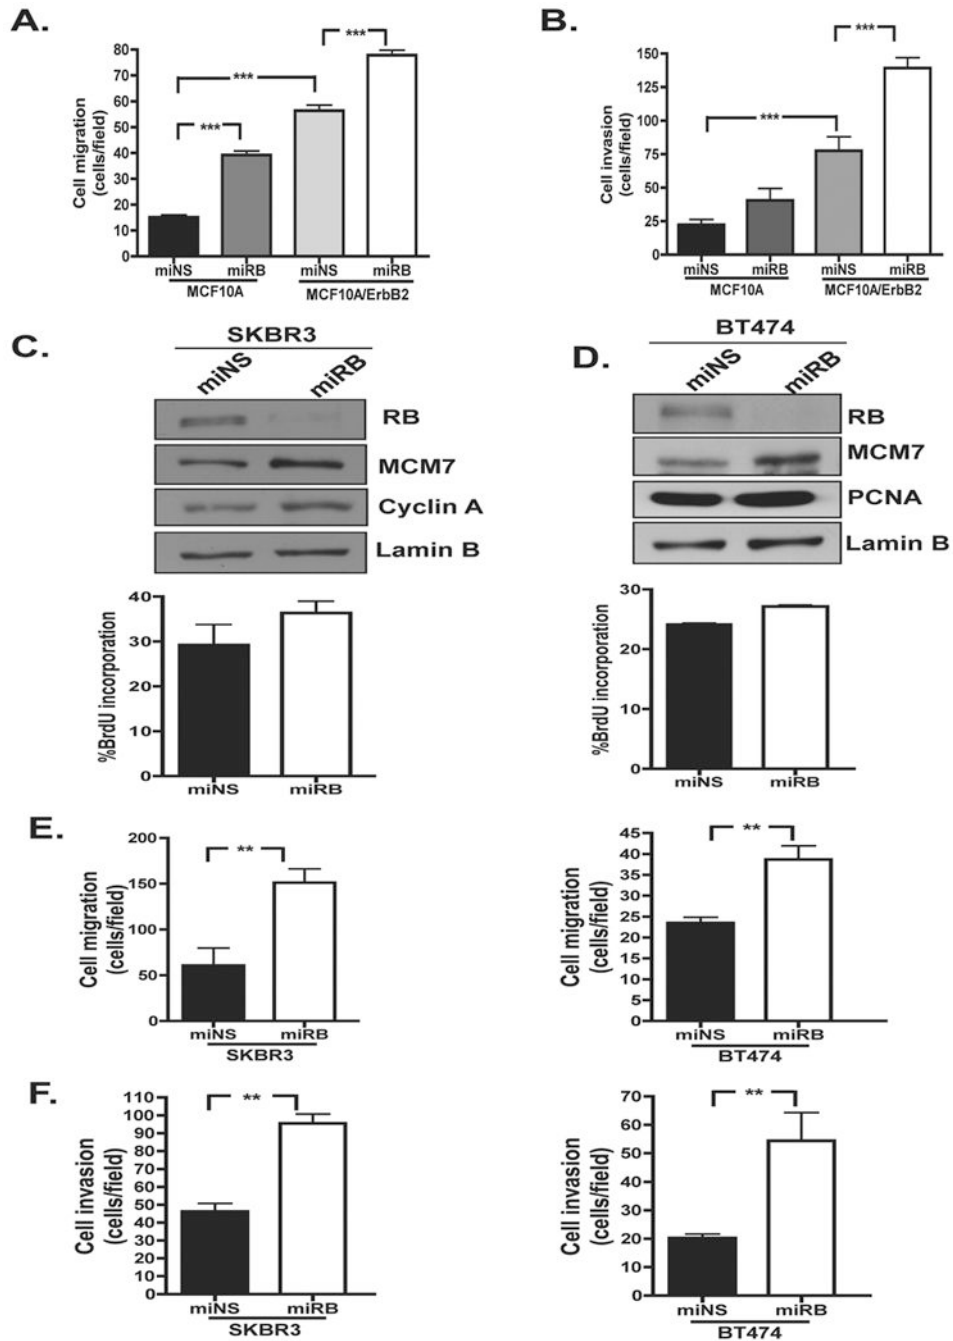 A.
Cell migration
(cells/field)
80
70
60
50
40
30
20
10
0
***
***
***
miNS miRB miNS miRB
MCF10A MCF10A/ErbB2
B.
Cell invasion
(cells/field)
150
125
100
75
50
25
0
***
***
miNS miRB miNS miRB
MCF10A MCF10A/ErbB2
C.
SKBR3
miNS miRB
RB
MCM7
Cyclin A
Lamin B
%BrdU incorporation
40
30
20
10
0
miNS miRB
D.
BT474
miNS miRB
RB
MCM7
PCNA
Lamin B
%BrdU incorporation
30
20
10
0
miNS miRB
E.
Cell migration
(cells/field)
200
150
100
50
0
**
miNS miRB
SKBR3
Cell migration
(cells/field)
45
40
35
30
25
20
15
10
5
0
**
miNS miRB
BT474
F.
Cell invasion
(cells/field)
110
100
90
80
70
60
50
40
30
20
10
0
**
miNS miRB
SKBR3
Cell invasion
(cells/field)
70
60
50
40
30
20
10
0
**
miNS miRB
BT474